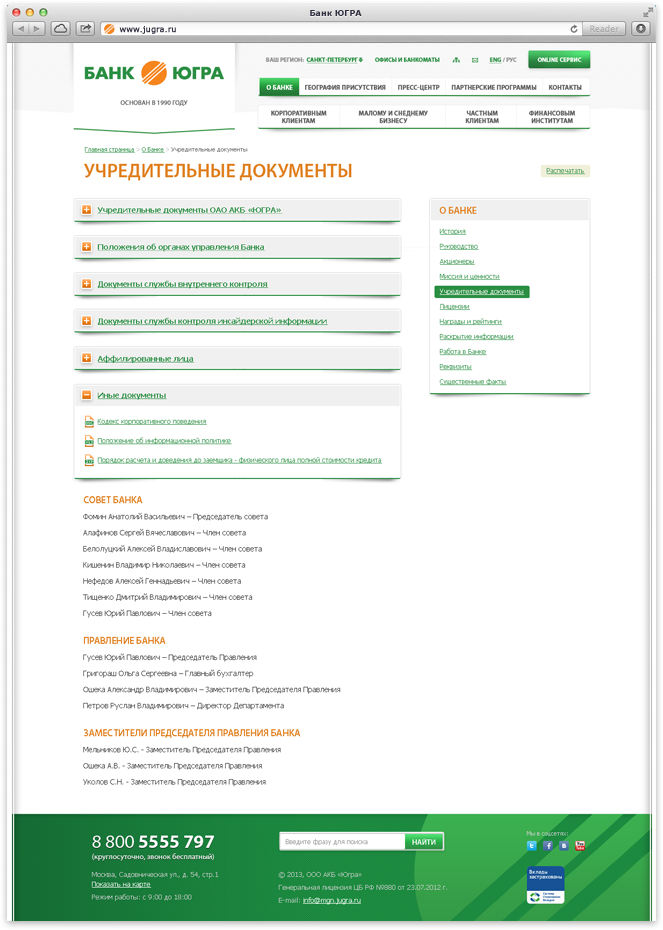 Банк ЮГРА
www.jugra.ru
Reader
БАНК ЮГРА
ОСНОВАН В 1990 ГОДУ
ВАШ РЕГИОН: САНКТ-ПЕТЕРБУРГ
ОФИСЫ И БАНКОМАТЫ
ENG / РУС
ONLINE СЕРВИС
О БАНКЕ
ГЕОГРАФИЯ ПРИСУТСТВИЯ
ПРЕСС-ЦЕНТР
ПАРТНЕРСКИЕ ПРОГРАММЫ
КОНТАКТЫ
КОРПОРАТИВНЫМ
КЛИЕНТАМ
МАЛОМУ И СНЕДНЕМУ
БИЗНЕСУ
ЧАСТНЫМ
КЛИЕНТАМ
ФИНАНСОВЫМ
ИНСТИТУТАМ
Главная страница > О Банке > Учредительные документы
УЧРЕДИТЕЛЬНЫЕ ДОКУМЕНТЫ
Распечатать
Учредительные документы ОАО АКБ «ЮГРА»
Положения об органах управления Банка
Документы службы внутреннего контроля
Документы службы контроля инсайдерской информации
Аффилированные лица
Иные документы
Кодекс корпоративного поведения
Положение об информационной политике
Порядок расчета и доведения до заемщика - физического лица полной стоимости кредита
О БАНКЕ
История
Руководство
Акционеры
Миссия и ценности
Учредительные документы
Лицензии
Награды и рейтинги
Раскрытие информации
Работа в Банке
Реквизиты
Существенные факты
СОВЕТ БАНКА
Фомин Анатолий Васильевич – Председатель совета
Алафинов Сергей Вячеславович – Член совета
Белолуцкий Алексей Владиславович – Член совета
Кишенин Владимир Николаевич – Член совета
Нефедов Алексей Геннадьевич – Член совета
Тищенко Дмитрий Владимирович – Член совета
Гусев Юрий Павлович – Член совета
ПРАВЛЕНИЕ БАНКА
Гусев Юрий Павлович – Председатель Правления
Григораш Ольга Сергеевна – Главный бухгалтер
Ошека Александр Владимирович – Заместитель Председателя Правления
Петров Руслан Владимирович – Директор Департамента
ЗАМЕСТИТЕЛИ ПРЕДСЕДАТЕЛЯ ПРАВЛЕНИЯ БАНКА
Мельников Ю.С. - Заместитель Председателя Правления
Ошека А.В. - Заместитель Председателя Правления
Уколов С.Н. - Заместитель Председателя Правления
8 800 5555 797
(круглосуточно, звонок бесплатный)
Москва, Садовническая ул., д. 54, стр.1
Показать на карте
Режим работы: с 9:00 до 18:00
Введите фразу для поиска
НАЙТИ
© 2013, ООО АКБ «Югра»
Генеральная лицензия ЦБ РФ №880 от 23.07.2012 г.
E-mail: info@mgn.jugra.ru
Мы в соцсетях:
Вклады
застрахованы